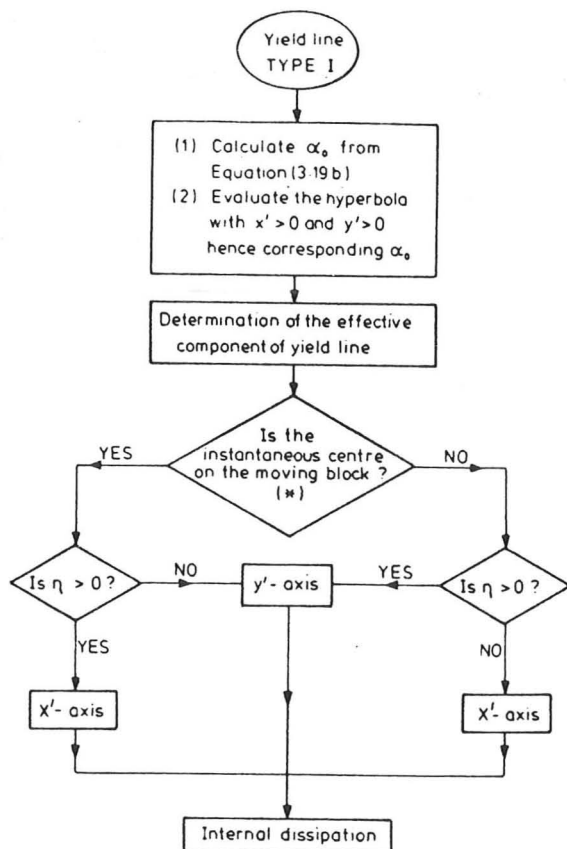 Yield line
TYPE I
(1) Calculate α₀ from
Equation (3·19 b)
(2) Evaluate the hyperbola
with x' > 0 and y' > 0
hence corresponding α₀
Determination of the effective
component of yield line
Is the
instantaneous centre
on the moving block ?
(*)
YES
NO
Is η > 0 ?
NO
y' - axis
YES
Is η > 0 ?
YES
NO
X' - axis
X' - axis
Internal dissipation